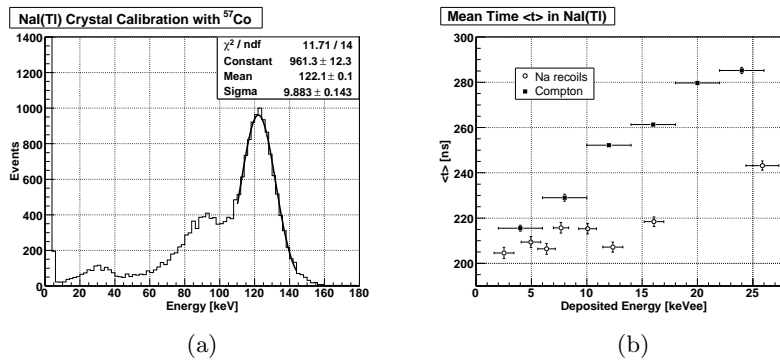 NaI(Tl) Crystal Calibration with ⁵⁷Co
χ² / ndf 11.71 / 14
Constant 961.3 ± 12.3
Mean 122.1 ± 0.1
Sigma 9.883 ± 0.143
Events
1400
1200
1000
800
600
400
200
0
0 20 40 60 80 100 120 140 160 180
Energy [keV]
(a)
Mean Time <t> in NaI(Tl)
Na recoils
Compton
<t> [ns]
300
280
260
240
220
200
5 10 15 20 25
Deposited Energy [keVee]
(b)